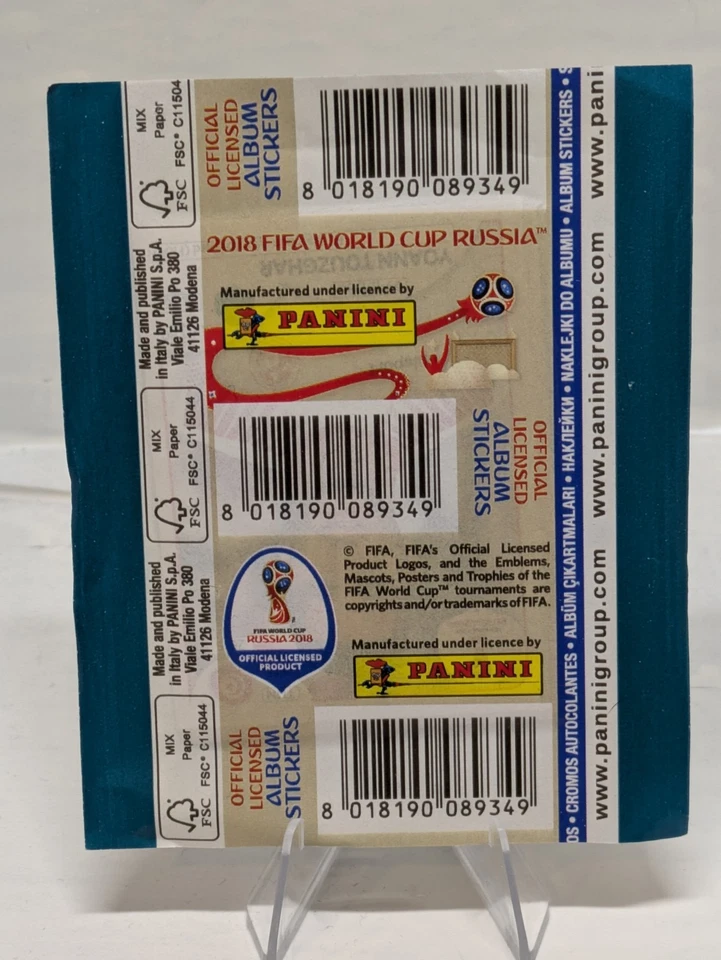 MIX
Paper
FSC® C11504
FSC
OFFICIAL
LICENSED
ALBUM
STICKERS
8 018190 089349
2018 FIFA WORLD CUP RUSSIA™
YOANN TOUZGHAR
Made and published
in Italy by PANINI S.p.A.
Viale Emilio Po 380
41126 Modena
Manufactured under licence by
PANINI
MIX
Paper
FSC® C115044
FSC
8 018190 089349
OFFICIAL
LICENSED
ALBUM
STICKERS
Made and published
in Italy by PANINI S.p.A.
Viale Emilio Po 380
41126 Modena
FIFA WORLD CUP
RUSSIA 2018
OFFICIAL LICENSED
PRODUCT
© FIFA, FIFA's Official Licensed
Product Logos, and the Emblems,
Mascots, Posters and Trophies of the
FIFA World Cup™ tournaments are
copyrights and/or trademarks of FIFA.
Manufactured under licence by
PANINI
MIX
Paper
FSC® C115044
FSC
OFFICIAL
LICENSED
ALBUM
STICKERS
8 018190 089349
OS • CROMOS AUTOCOLANTES • ALBÜM ÇIKARTMALARI • НАКЛЕЙКИ • NAKLEJKI DO ALBUMU • ALBUM STICKERS • S
www.paninigroup.com www.paninigroup.com www.pani